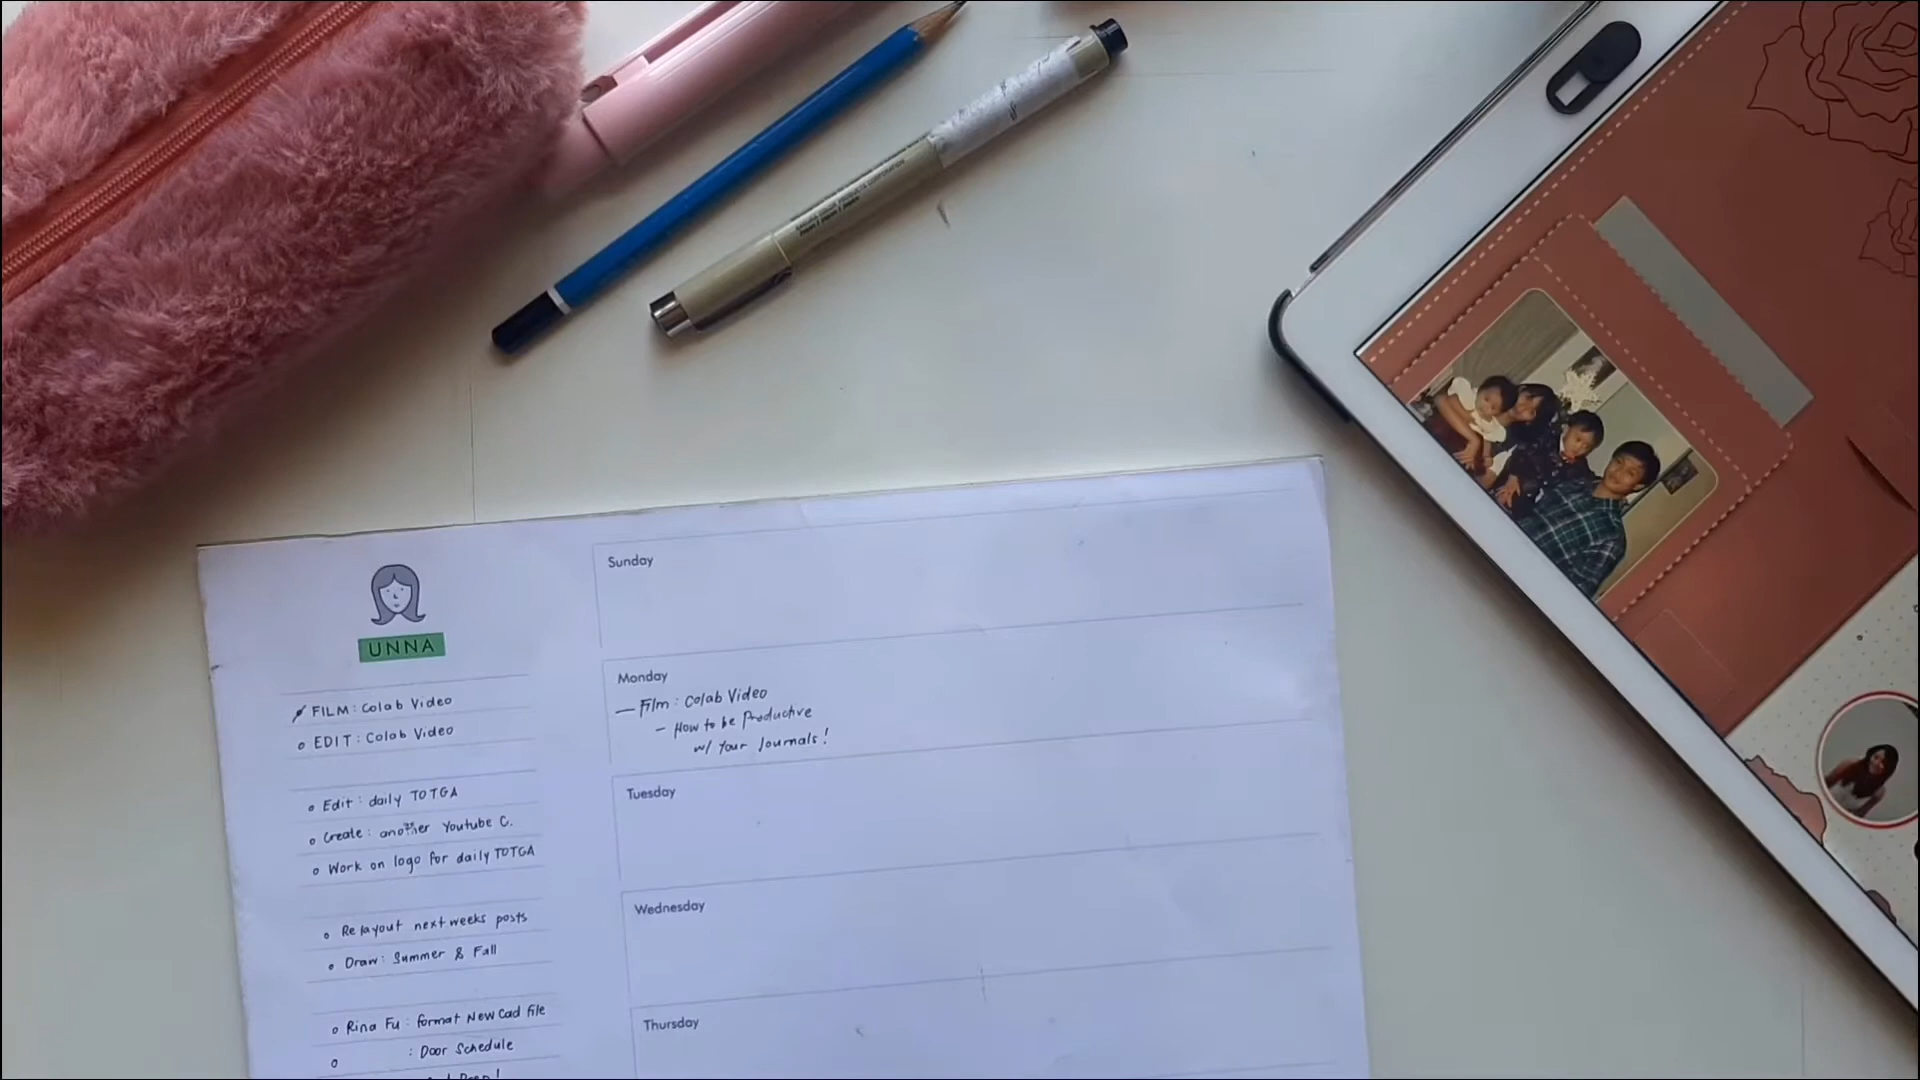 UNNA
FILM: Colab Video
EDIT: Colab Video
Edit: daily TOTGA
Create: another Youtube C.
Work on logo for daily TOTGA
Relayout next weeks posts
Draw: Summer & Fall
Rina Fu: format New Cad file
: Door Schedule
Sunday
Monday
— Film: Colab Video
- How to be Productive
w/ Your Journals!
Tuesday
Wednesday
Thursday